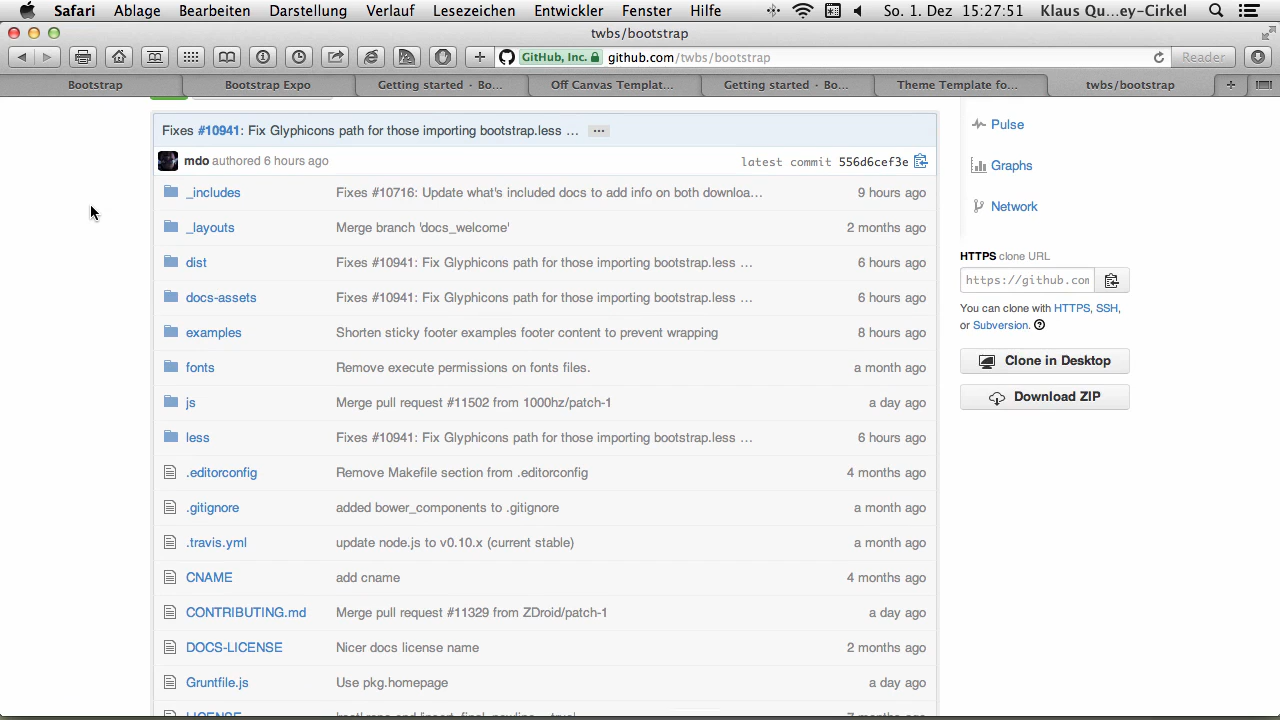 Safari Ablage Bearbeiten Darstellung Verlauf Lesezeichen Entwickler Fenster Hilfe So. 1. Dez 15:27:51 Klaus Qu...ey-Cirkel
twbs/bootstrap
GitHub, Inc. github.com/twbs/bootstrap Reader
Bootstrap Bootstrap Expo Getting started · Bo... Off Canvas Templat... Getting started · Bo... Theme Template fo... twbs/bootstrap
Fixes #10941: Fix Glyphicons path for those importing bootstrap.less … ...
mdo authored 6 hours ago latest commit 556d6cef3e
_includes Fixes #10716: Update what's included docs to add info on both downloa… 9 hours ago
_layouts Merge branch 'docs_welcome' 2 months ago
dist Fixes #10941: Fix Glyphicons path for those importing bootstrap.less … 6 hours ago
docs-assets Fixes #10941: Fix Glyphicons path for those importing bootstrap.less … 6 hours ago
examples Shorten sticky footer examples footer content to prevent wrapping 8 hours ago
fonts Remove execute permissions on fonts files. a month ago
js Merge pull request #11502 from 1000hz/patch-1 a day ago
less Fixes #10941: Fix Glyphicons path for those importing bootstrap.less … 6 hours ago
.editorconfig Remove Makefile section from .editorconfig 4 months ago
.gitignore added bower_components to .gitignore a month ago
.travis.yml update node.js to v0.10.x (current stable) a month ago
CNAME add cname 4 months ago
CONTRIBUTING.md Merge pull request #11329 from ZDroid/patch-1 a day ago
DOCS-LICENSE Nicer docs license name 2 months ago
Gruntfile.js Use pkg.homepage a day ago
LICENSE
Pulse
Graphs
Network
HTTPS clone URL
https://github.com
You can clone with HTTPS, SSH,
or Subversion.
Clone in Desktop
Download ZIP